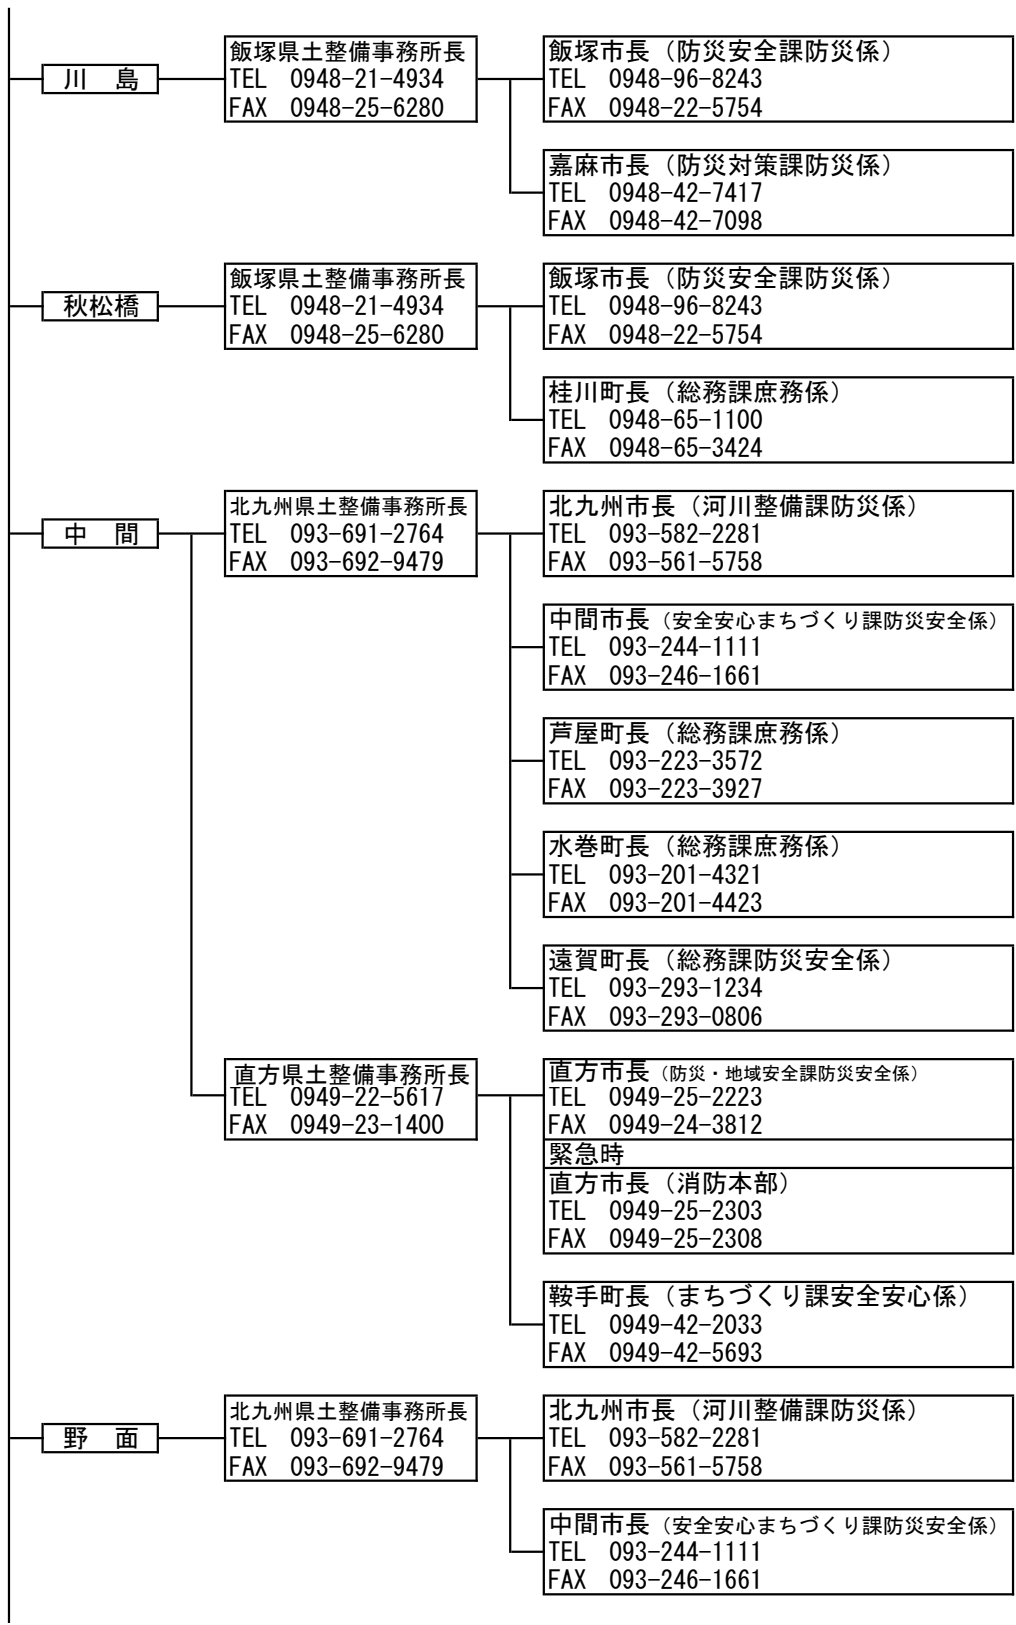 川　島
飯塚県土整備事務所長
TEL　0948-21-4934
FAX　0948-25-6280
飯塚市長（防災安全課防災係）
TEL　0948-96-8243
FAX　0948-22-5754
嘉麻市長（防災対策課防災係）
TEL　0948-42-7417
FAX　0948-42-7098
秋松橋
飯塚県土整備事務所長
TEL　0948-21-4934
FAX　0948-25-6280
飯塚市長（防災安全課防災係）
TEL　0948-96-8243
FAX　0948-22-5754
桂川町長（総務課庶務係）
TEL　0948-65-1100
FAX　0948-65-3424
中　間
北九州県土整備事務所長
TEL　093-691-2764
FAX　093-692-9479
北九州市長（河川整備課防災係）
TEL　093-582-2281
FAX　093-561-5758
中間市長（安全安心まちづくり課防災安全係）
TEL　093-244-1111
FAX　093-246-1661
芦屋町長（総務課庶務係）
TEL　093-223-3572
FAX　093-223-3927
水巻町長（総務課庶務係）
TEL　093-201-4321
FAX　093-201-4423
遠賀町長（総務課防災安全係）
TEL　093-293-1234
FAX　093-293-0806
直方県土整備事務所長
TEL　0949-22-5617
FAX　0949-23-1400
直方市長（防災・地域安全課防災安全係）
TEL　0949-25-2223
FAX　0949-24-3812
緊急時
直方市長（消防本部）
TEL　0949-25-2303
FAX　0949-25-2308
鞍手町長（まちづくり課安全安心係）
TEL　0949-42-2033
FAX　0949-42-5693
野　面
北九州県土整備事務所長
TEL　093-691-2764
FAX　093-692-9479
北九州市長（河川整備課防災係）
TEL　093-582-2281
FAX　093-561-5758
中間市長（安全安心まちづくり課防災安全係）
TEL　093-244-1111
FAX　093-246-1661